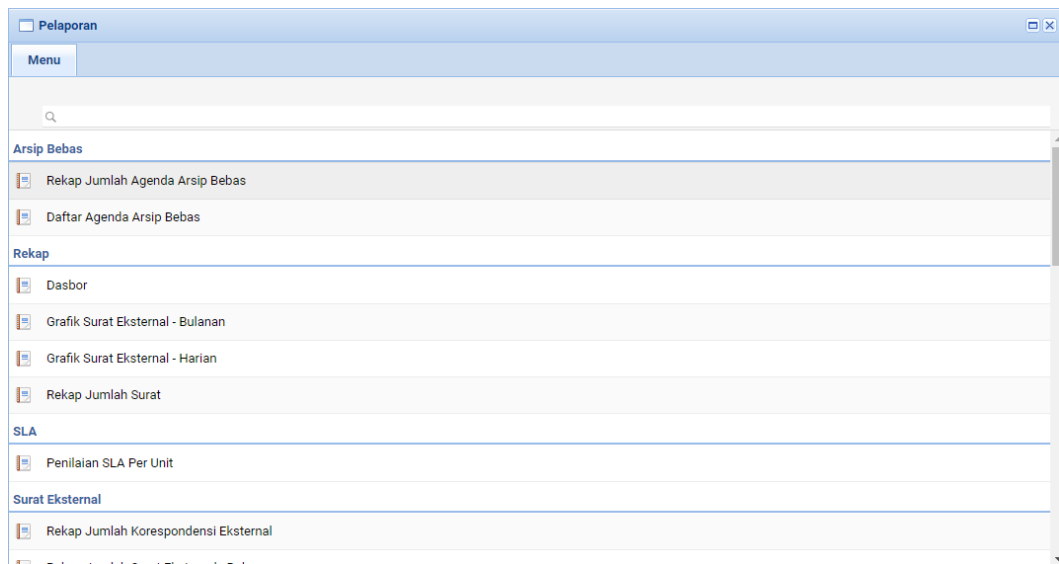 Pelaporan
Menu
Arsip Bebas
Rekap Jumlah Agenda Arsip Bebas
Daftar Agenda Arsip Bebas
Rekap
Dasbor
Grafik Surat Eksternal - Bulanan
Grafik Surat Eksternal - Harian
Rekap Jumlah Surat
SLA
Penilaian SLA Per Unit
Surat Eksternal
Rekap Jumlah Korespondensi Eksternal